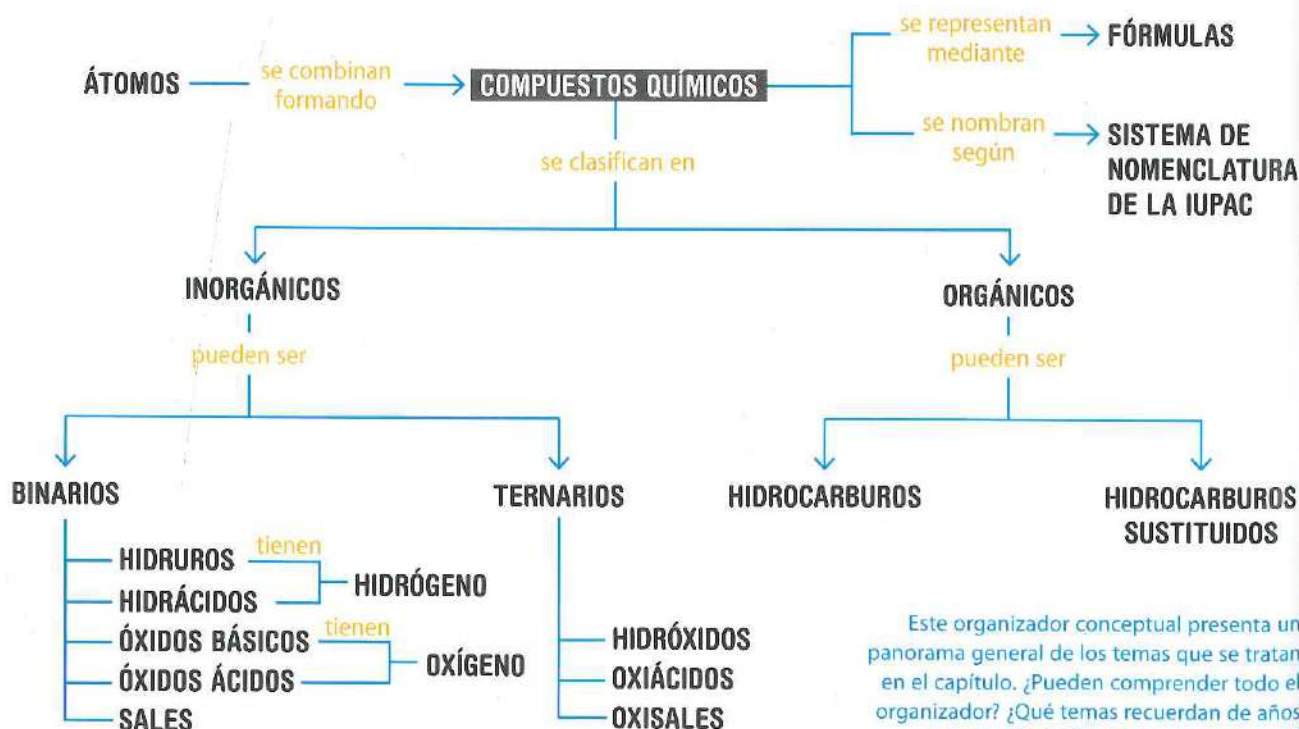 se representan
mediante
FÓRMULAS
ÁTOMOS
se combinan
formando
COMPUESTOS QUÍMICOS
se nombran
según
SISTEMA DE
NOMENCLATURA
DE LA IUPAC
se clasifican en
INORGÁNICOS
ORGÁNICOS
pueden ser
pueden ser
BINARIOS
TERNARIOS
HIDROCARBUROS
HIDROCARBUROS
SUSTITUIDOS
HIDRUROS
tienen
HIDRÓGENO
HIDRÁCIDOS
ÓXIDOS BÁSICOS
tienen
OXÍGENO
ÓXIDOS ÁCIDOS
SALES
HIDRÓXIDOS
OXIÁCIDOS
OXISALES
Este organizador conceptual presenta un
panorama general de los temas que se tratan
en el capítulo. ¿Pueden comprender todo el
organizador? ¿Qué temas recuerdan de años